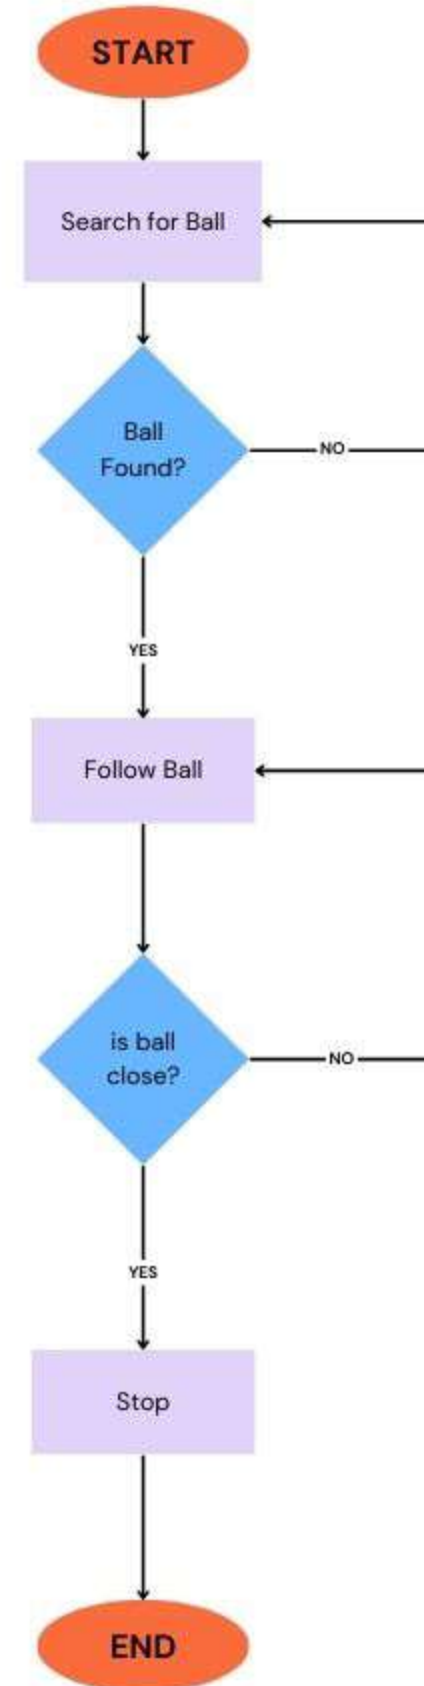 START
Search for Ball
Ball
Found?
NO
YES
Follow Ball
is ball
close?
NO
YES
Stop
END